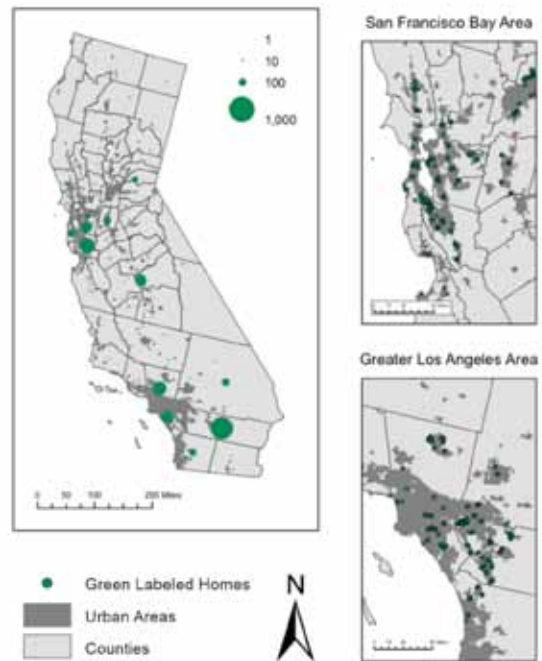 1
10
100
1,000
0 50 100 200 Miles
Green Labeled Homes
Urban Areas
Counties
N
San Francisco Bay Area
Greater Los Angeles Area